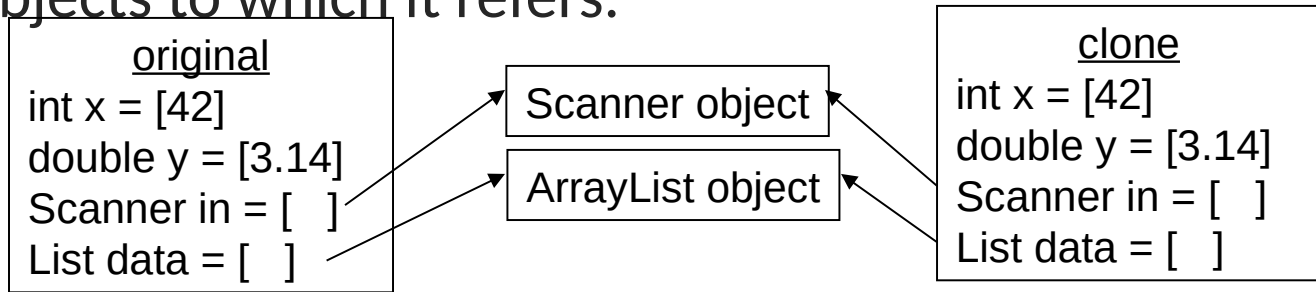 bjects to which it refers.
original
int x = [42]
double y = [3.14]
Scanner in = [ ]
List data = [ ]
Scanner object
ArrayList object
clone
int x = [42]
double y = [3.14]
Scanner in = [ ]
List data = [ ]